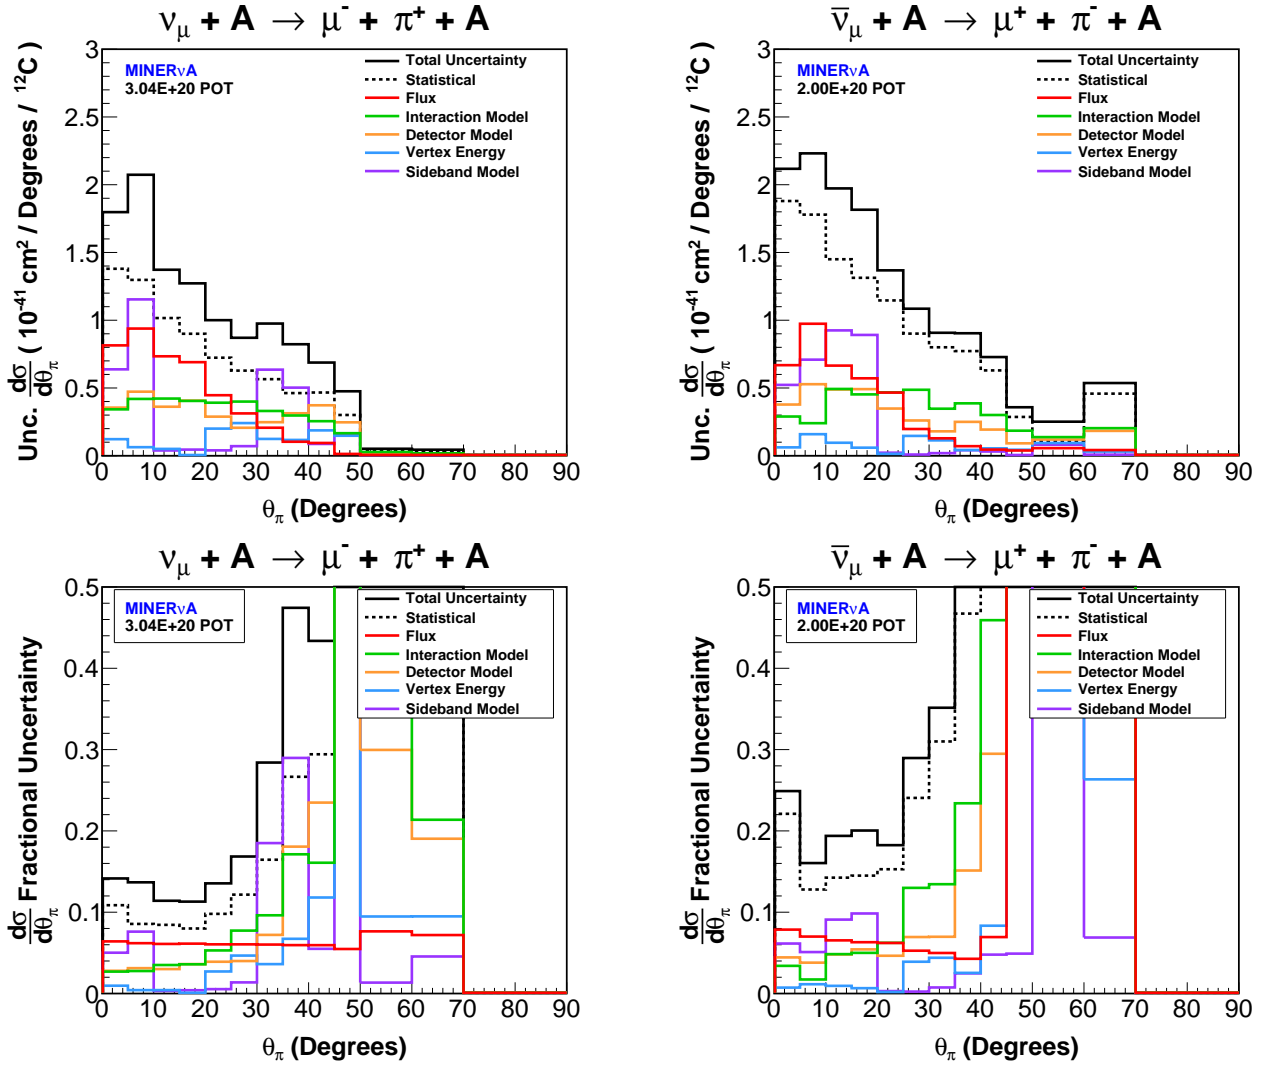 νμ + A → μ- + π+ + A
Unc. dσ/dθπ ( 10-41 cm2 / Degrees / 12C )
3
2.5
2
1.5
1
0.5
0
MINERνA
3.04E+20 POT
Total Uncertainty
Statistical
Flux
Interaction Model
Detector Model
Vertex Energy
Sideband Model
0 10 20 30 40 50 60 70 80 90
θπ (Degrees)
ν̅μ + A → μ+ + π- + A
Unc. dσ/dθπ ( 10-41 cm2 / Degrees / 12C )
3
2.5
2
1.5
1
0.5
0
MINERνA
2.00E+20 POT
Total Uncertainty
Statistical
Flux
Interaction Model
Detector Model
Vertex Energy
Sideband Model
0 10 20 30 40 50 60 70 80 90
θπ (Degrees)
νμ + A → μ- + π+ + A
dσ/dθπ Fractional Uncertainty
0.5
0.4
0.3
0.2
0.1
0
MINERνA
3.04E+20 POT
Total Uncertainty
Statistical
Flux
Interaction Model
Detector Model
Vertex Energy
Sideband Model
0 10 20 30 40 50 60 70 80 90
θπ (Degrees)
ν̅μ + A → μ+ + π- + A
dσ/dθπ Fractional Uncertainty
0.5
0.4
0.3
0.2
0.1
0
MINERνA
2.00E+20 POT
Total Uncertainty
Statistical
Flux
Interaction Model
Detector Model
Vertex Energy
Sideband Model
0 10 20 30 40 50 60 70 80 90
θπ (Degrees)